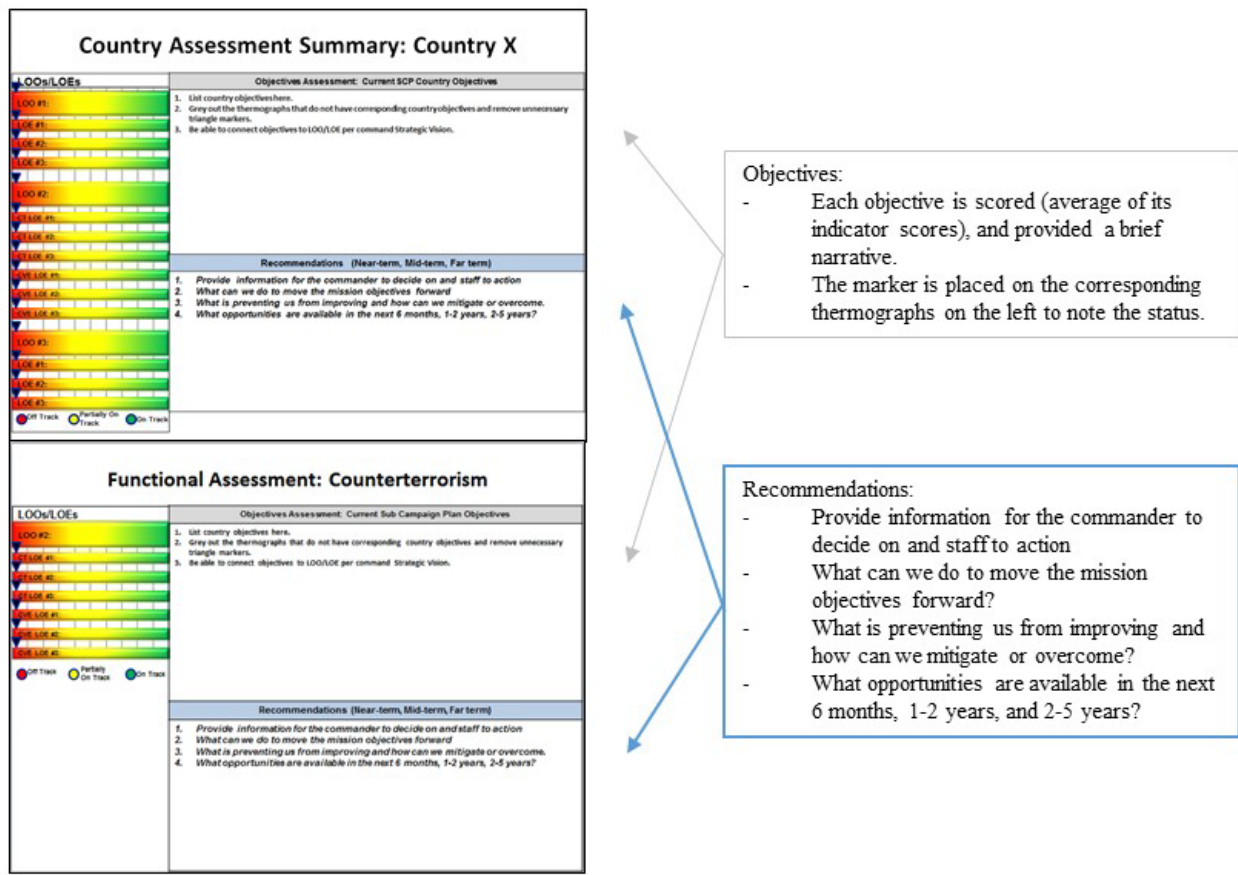 Country Assessment Summary: Country X
LOOs/LOEs
LOO #1:
LOE #1:
LOE #2:
LOE #3:
LOO #2:
CT LOE #1:
CT LOE #2:
CT LOE #3:
CVE LOE #1:
CVE LOE #2:
CVE LOE #3:
LOO #3:
LOE #1:
LOE #2:
LOE #3:
Off Track
Partially On
Track
On Track
Objectives Assessment: Current SCP Country Objectives
1. List country objectives here.
2. Grey out the thermographs that do not have corresponding country objectives and remove unnecessary
triangle markers.
3. Be able to connect objectives to LOO/LOE per command Strategic Vision.
Recommendations (Near-term, Mid-term, Far term)
1. Provide information for the commander to decide on and staff to action
2. What can we do to move the mission objectives forward
3. What is preventing us from improving and how can we mitigate or overcome.
4. What opportunities are available in the next 6 months, 1-2 years, 2-5 years?
Functional Assessment: Counterterrorism
LOOs/LOEs
LOO #2:
CT LOE #1:
CT LOE #2:
CT LOE #3:
CVE LOE #1:
CVE LOE #2:
CVE LOE #3:
Off Track
Partially
On Track
On Track
Objectives Assessment: Current Sub Campaign Plan Objectives
1. List country objectives here.
2. Grey out the thermographs that do not have corresponding country objectives and remove unnecessary
triangle markers.
3. Be able to connect objectives to LOO/LOE per command Strategic Vision.
Recommendations (Near-term, Mid-term, Far term)
1. Provide information for the commander to decide on and staff to action
2. What can we do to move the mission objectives forward
3. What is preventing us from improving and how can we mitigate or overcome.
4. What opportunities are available in the next 6 months, 1-2 years, 2-5 years?
Objectives:
- Each objective is scored (average of its
indicator scores), and provided a brief
narrative.
- The marker is placed on the corresponding
thermographs on the left to note the status.
Recommendations:
- Provide information for the commander to
decide on and staff to action
- What can we do to move the mission
objectives forward?
- What is preventing us from improving and
how can we mitigate or overcome?
- What opportunities are available in the next
6 months, 1-2 years, and 2-5 years?